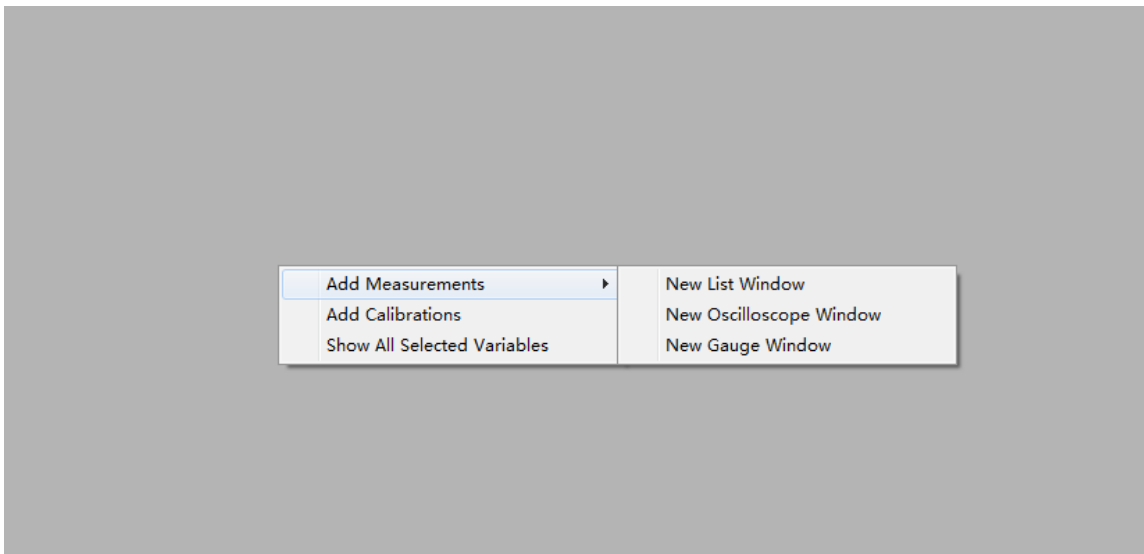 Add Measurements
Add Calibrations
Show All Selected Variables
New List Window
New Oscilloscope Window
New Gauge Window